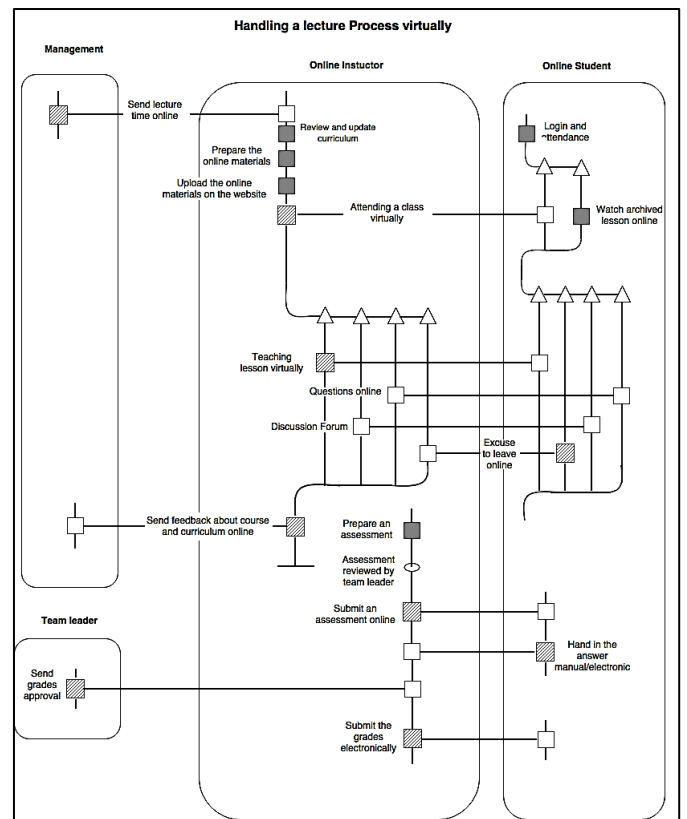 Handling a lecture Process virtually
Management
Online Instuctor
Online Student
Send lecture
time online
Review and update
curriculum
Login and
attendance
Prepare the
online materials
Upload the online
materials on the website
Attending a class
virtually
Watch archived
lesson online
Teaching
lesson virtually
Questions online
Discussion Forum
Excuse
to leave
online
Send feedback about course
and curriculum online
Prepare an
assessment
Assessment
reviewed by
team leader
Submit an
assessment online
Team leader
Hand in the
answer
manual/electronic
Send
grades
approval
Submit the
grades
electronically